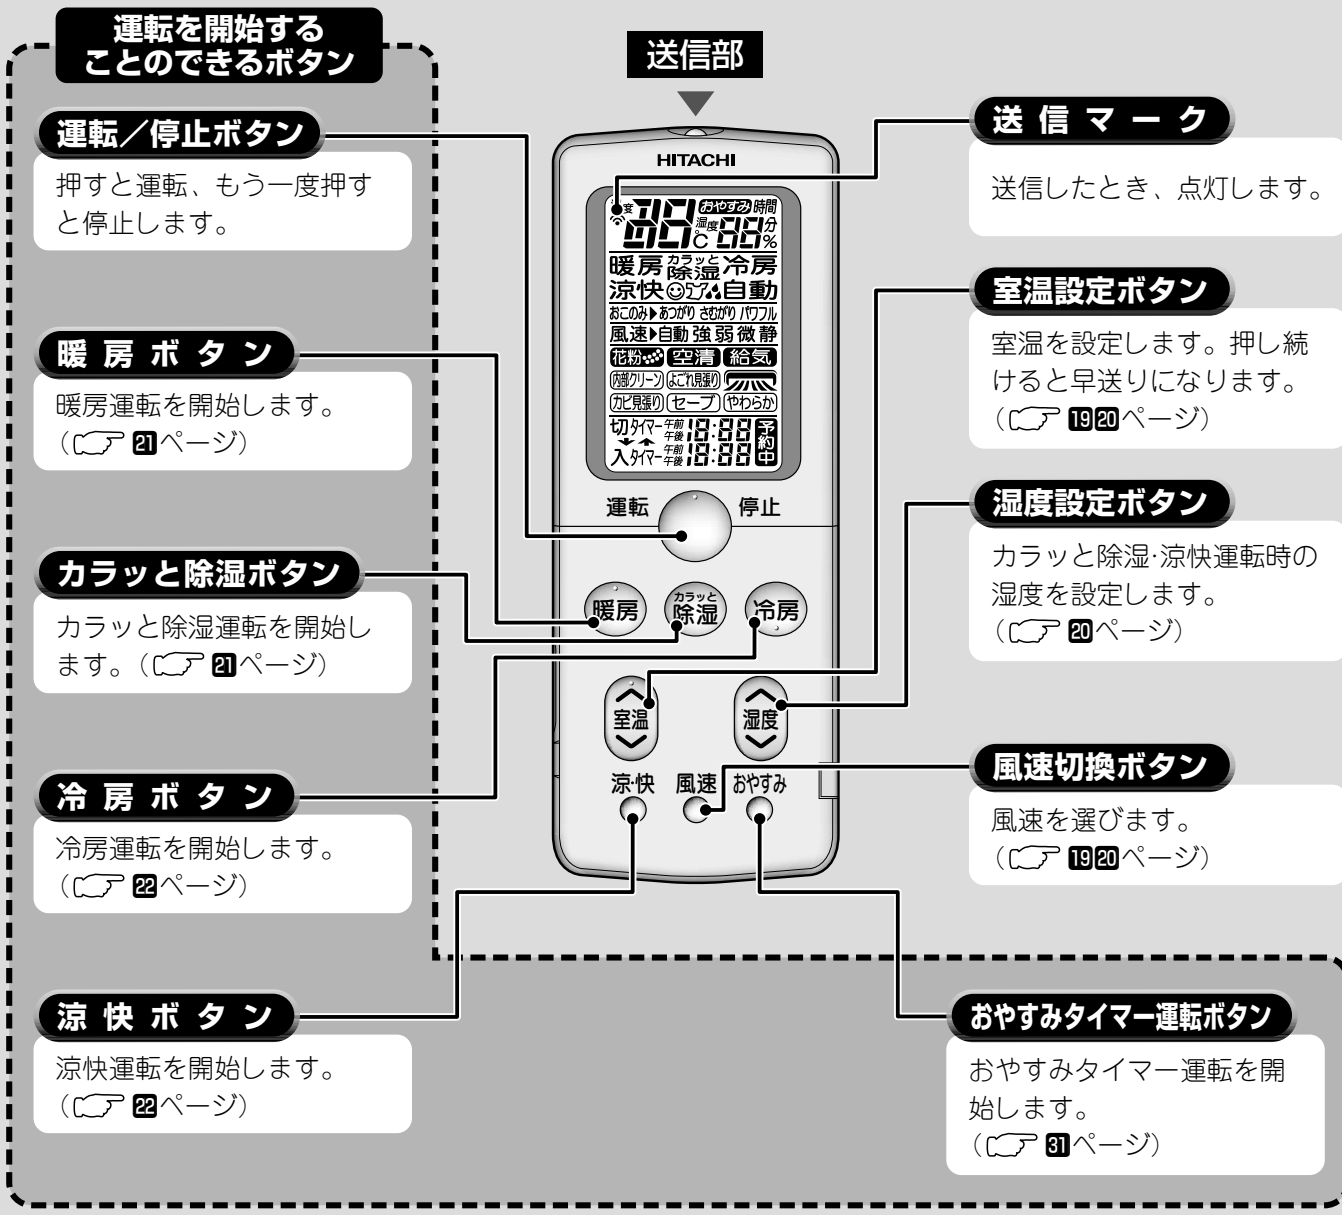 運転を開始する
ことのできるボタン
運転／停止ボタン
押すと運転、もう一度押す
と停止します。
暖房ボタン
暖房運転を開始します。
（21ページ）
カラッと除湿ボタン
カラッと除湿運転を開始し
ます。（21ページ）
冷房ボタン
冷房運転を開始します。
（22ページ）
涼快ボタン
涼快運転を開始します。
（22ページ）
送信部
HITACHI
度 おやすみ 時間
湿度 ℃ 88 分 %
暖房 カラッと除湿 冷房
涼快 自動
おこのみ▶あつがり さむがり パワフル
風速▶自動 強 弱 微 静
花粉 空清 給気
内部クリーン よごれ見張り
カビ見張り セーブ やわらか
切タイマー 午前 午後 18:88 予約中
入タイマー 午前 午後 18:88
運転 停止
暖房 カラッと除湿 冷房
室温 湿度
涼快 風速 おやすみ
送信マーク
送信したとき、点灯します。
室温設定ボタン
室温を設定します。押し続
けると早送りになります。
（19 20ページ）
湿度設定ボタン
カラッと除湿·涼快運転時の
湿度を設定します。
（20ページ）
風速切換ボタン
風速を選びます。
（19 20ページ）
おやすみタイマー運転ボタン
おやすみタイマー運転を開
始します。
（31ページ）